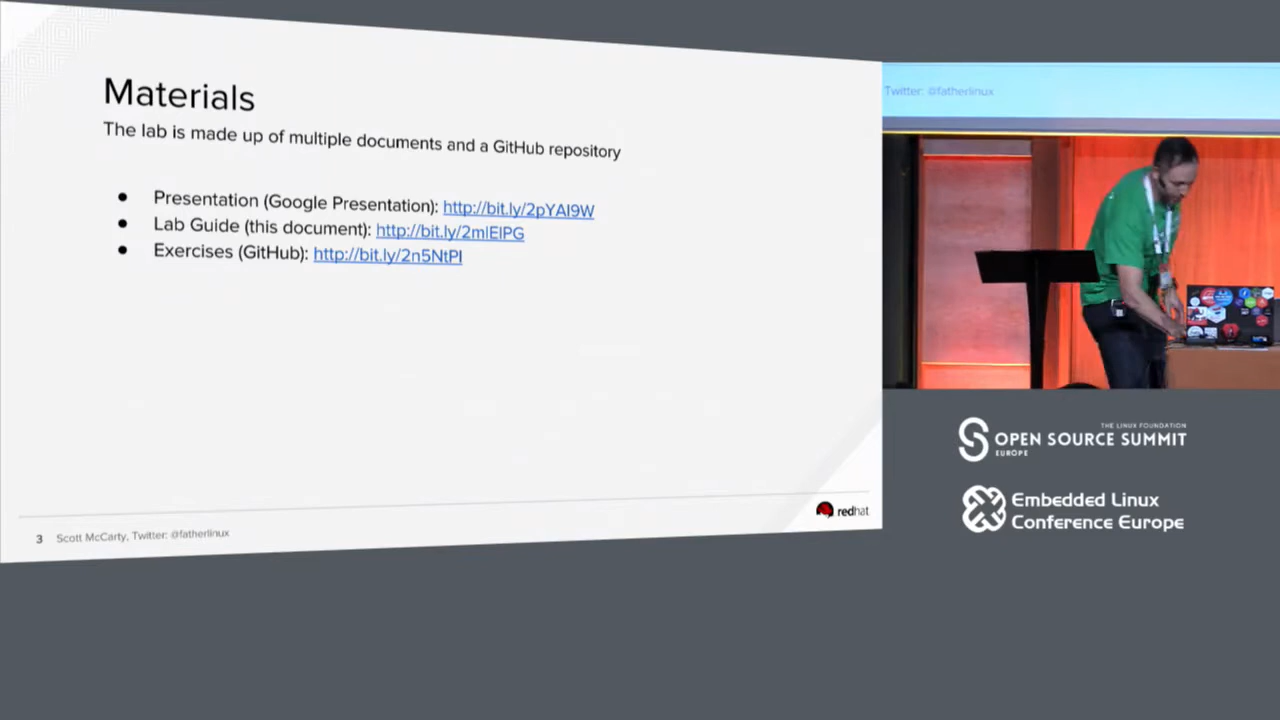 Materials
The lab is made up of multiple documents and a GitHub repository
Presentation (Google Presentation): http://bit.ly/2pYAI9W
Lab Guide (this document): http://bit.ly/2mIEIPG
Exercises (GitHub): http://bit.ly/2n5NtPI
3 Scott McCarty, Twitter: @fatherlinux
redhat
Twitter: @fatherlinux
THE LINUX FOUNDATION
OPEN SOURCE SUMMIT
EUROPE
Embedded Linux
Conference Europe